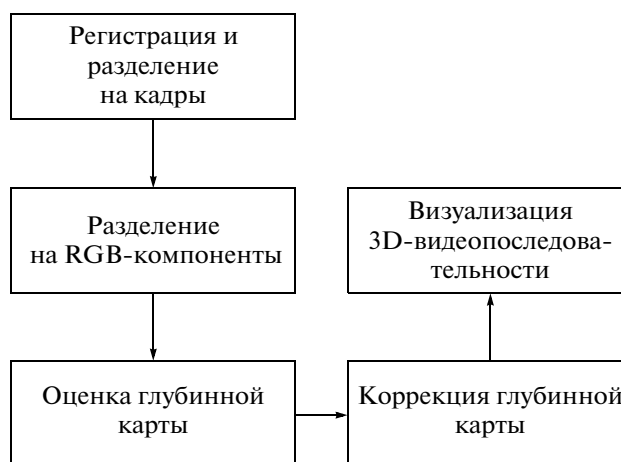 Регистрация и
разделение
на кадры
Разделение
на RGB-компоненты
Оценка глубинной
карты
Коррекция глубинной
карты
Визуализация
3D-видеопоследова-
тельности